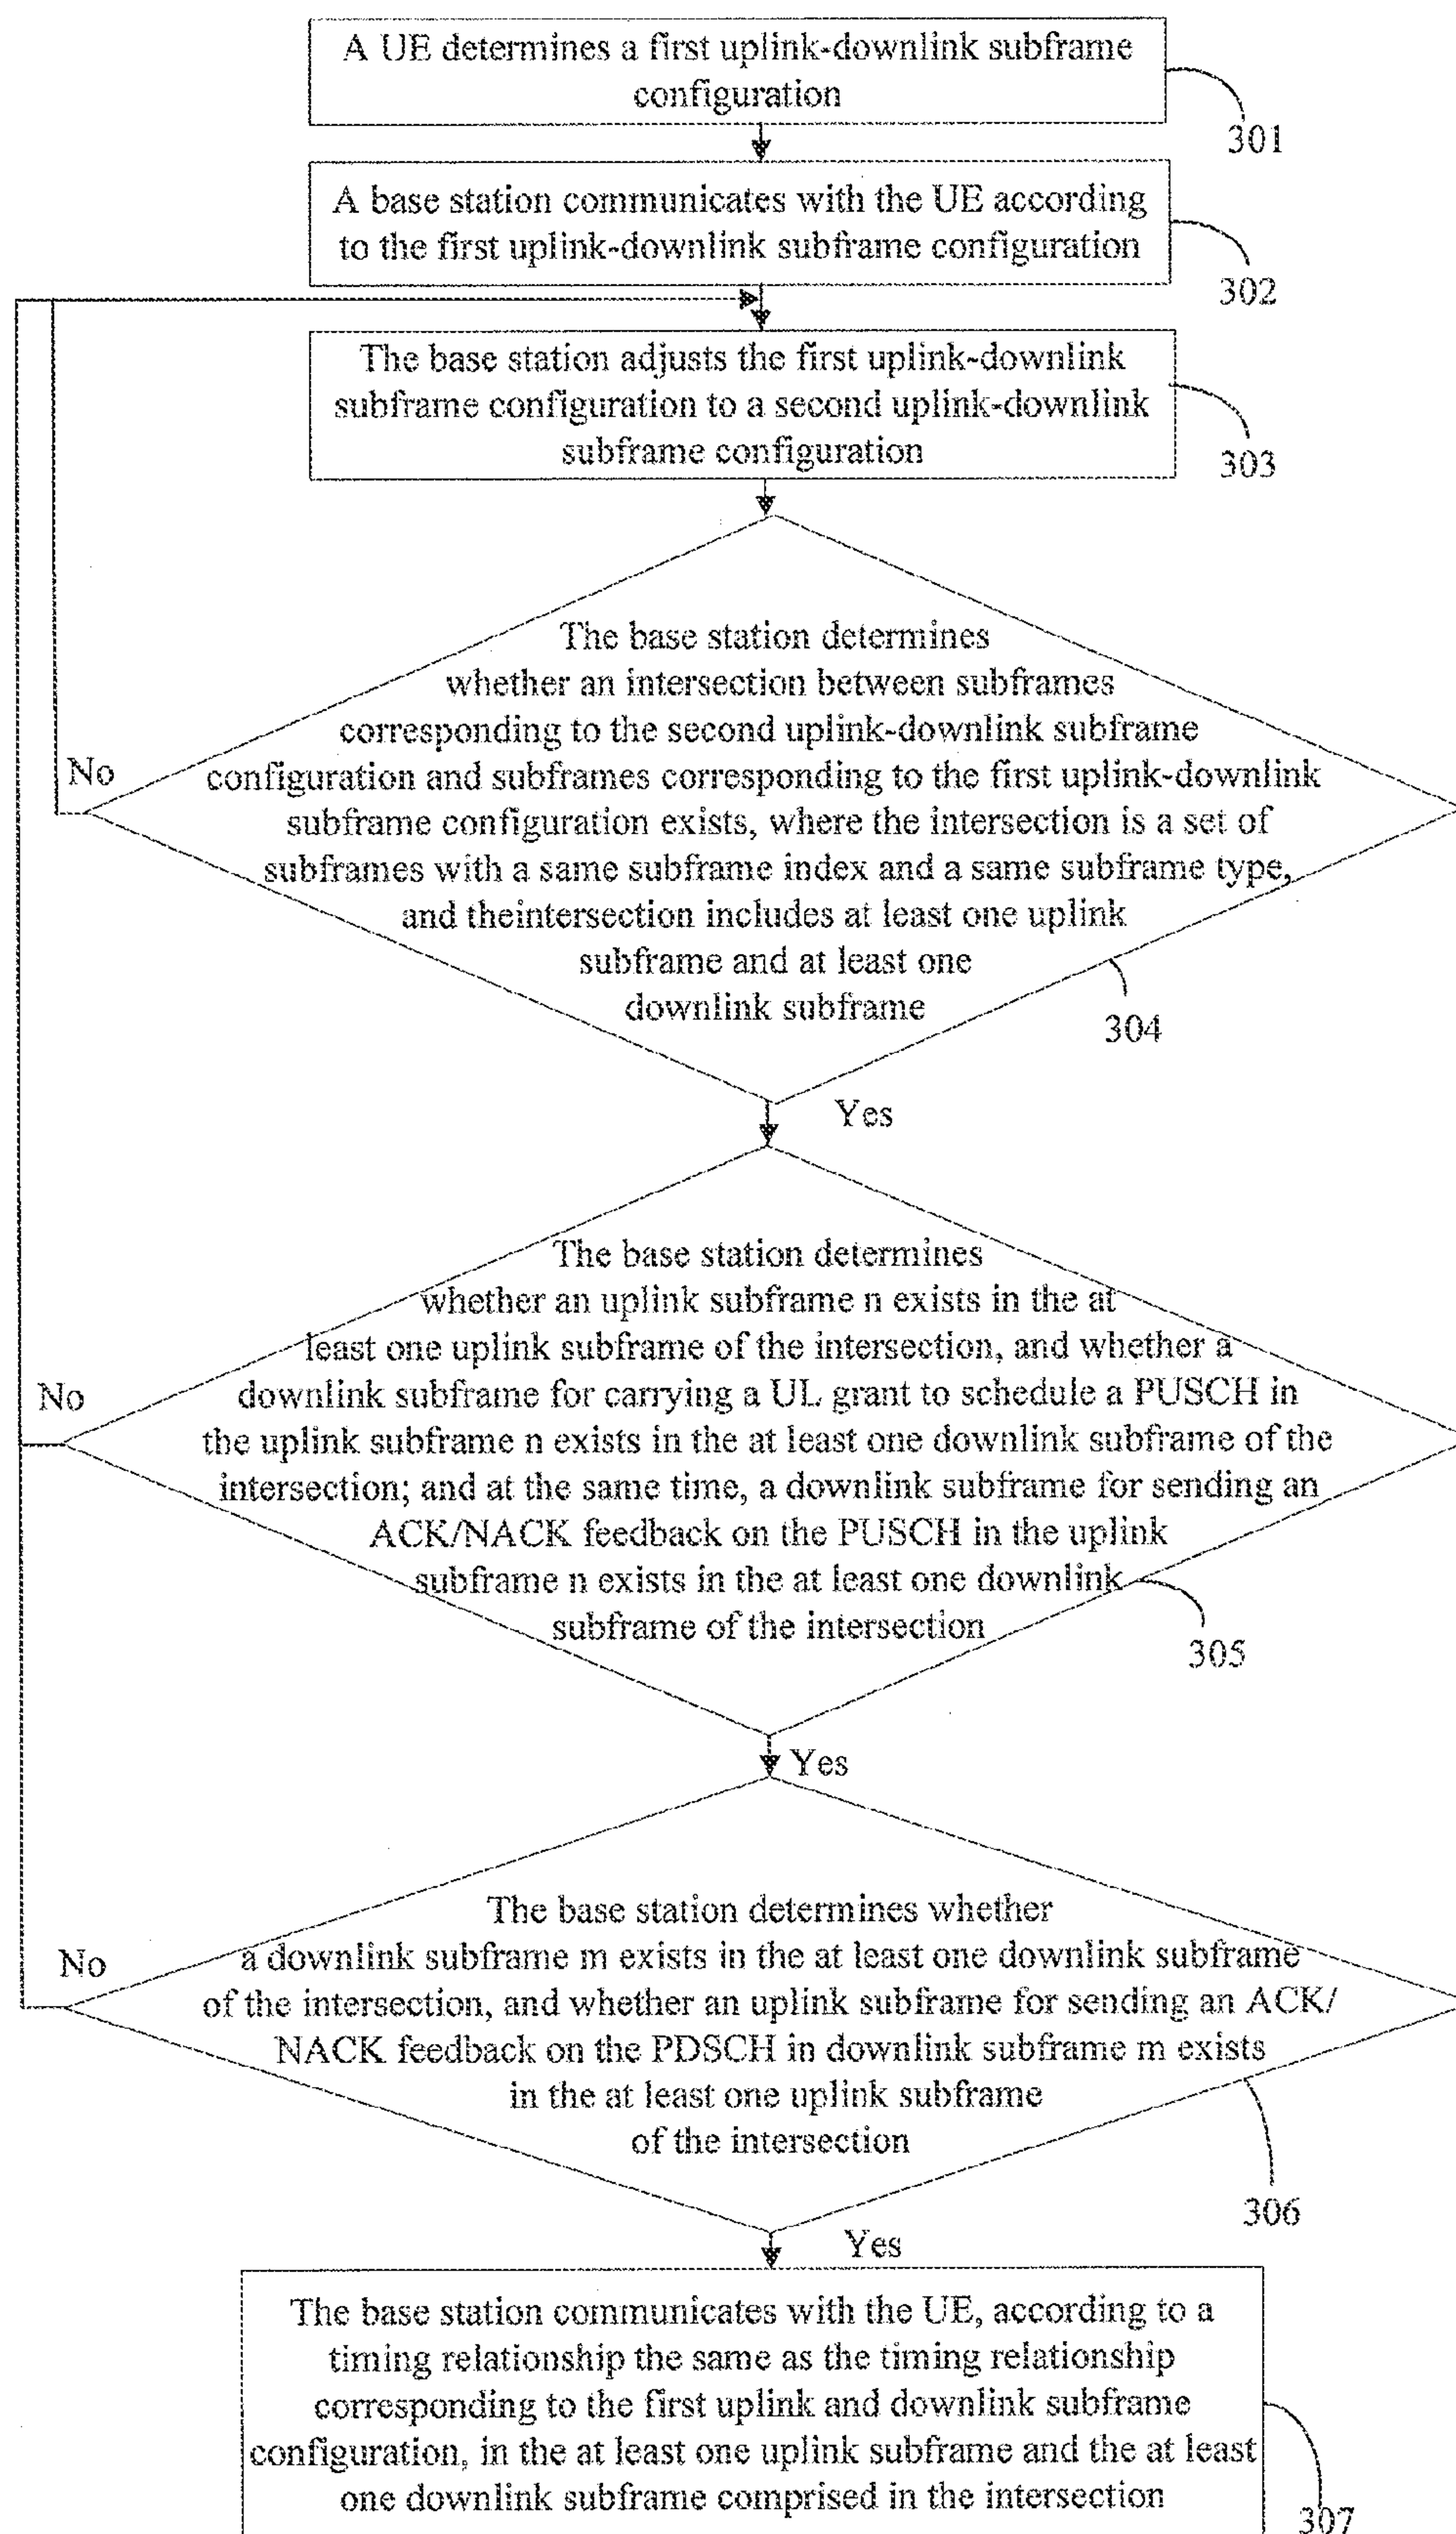 A UE determines a first uplink-downlink subframe
configuration
301
A base station communicates with the UE according
to the first uplink-downlink subframe configuration
302
The base station adjusts the first uplink-downlink
subframe configuration to a second uplink-downlink
subframe configuration
303
The base station determines
whether an intersection between subframes
corresponding to the second uplink-downlink subframe
No
configuration and subframes corresponding to the first uplink-downlink
subframe configuration exists, where the intersection is a set of
subframes with a same subframe index and a same subframe type,
and theintersection includes at least one uplink
subframe and at least one
downlink subframe
304
Yes
The base station determines
whether an uplink subframe n exists in the at
least one uplink subframe of the intersection, and whether a
No
downlink subframe for carrying a UL grant to schedule a PUSCH in
the uplink subframe n exists in the at least one downlink subframe of the
intersection; and at the same time, a downlink subframe for sending an
ACK/NACK feedback on the PUSCH in the uplink
subframe n exists in the at least one downlink
subframe of the intersection
305
Yes
The base station determines whether
No
a downlink subframe m exists in the at least one downlink subframe
of the intersection, and whether an uplink subframe for sending an ACK/
NACK feedback on the PDSCH in downlink subframe m exists
in the at least one uplink subframe
of the intersection
306
Yes
The base station communicates with the UE, according to a
timing relationship the same as the timing relationship
corresponding to the first uplink and downlink subframe
configuration, in the at least one uplink subframe and the at least
one downlink subframe comprised in the intersection
307